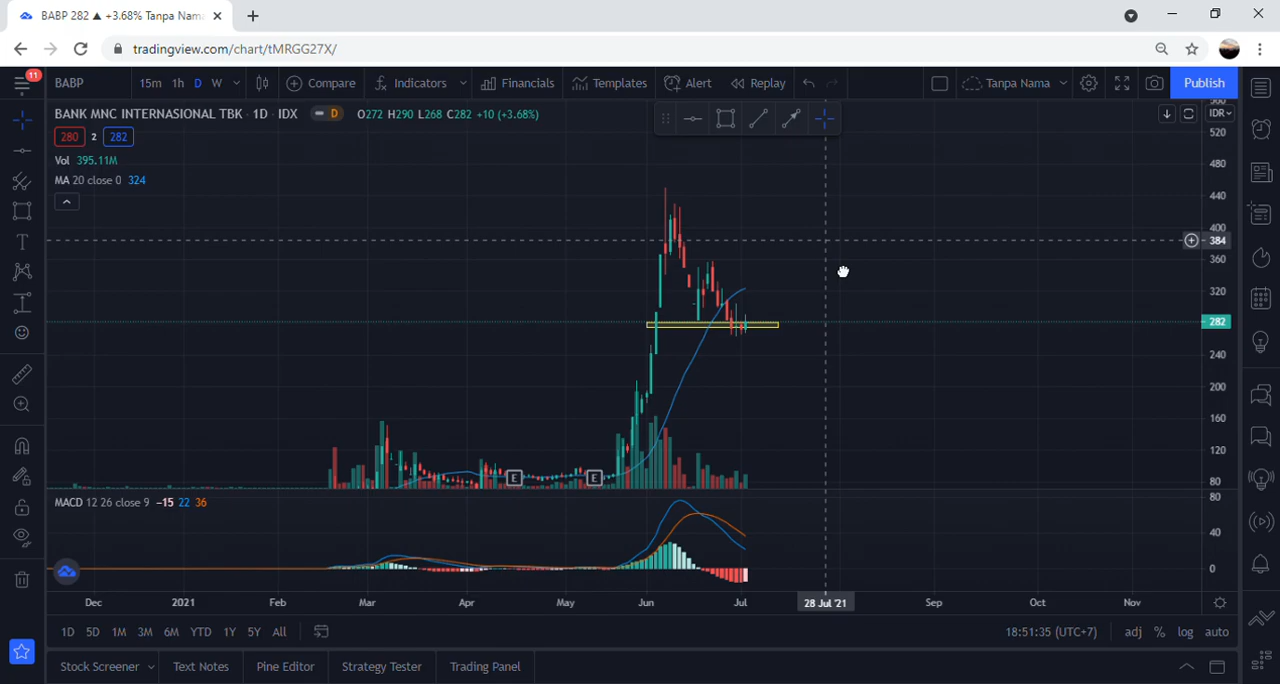 BABP 282 ▲ +3.68% Tanpa Nama
tradingview.com/chart/tMRGG27X/
11
BABP 15m 1h D W Compare Indicators Financials Templates Alert Replay Tanpa Nama Publish
BANK MNC INTERNASIONAL TBK · 1D · IDX D O272 H290 L268 C282 +10 (+3.68%)
IDR
280 2 282
Vol 395.11M
MA 20 close 0 324
520
480
440
400
384
360
320
282
240
200
160
120
80
E E
MACD 12 26 close 9 −15 22 36
80
40
0
Dec 2021 Feb Mar Apr May Jun Jul 28 Jul '21 Sep Oct Nov
1D 5D 1M 3M 6M YTD 1Y 5Y All 18:51:35 (UTC+7) adj % log auto
Stock Screener Text Notes Pine Editor Strategy Tester Trading Panel